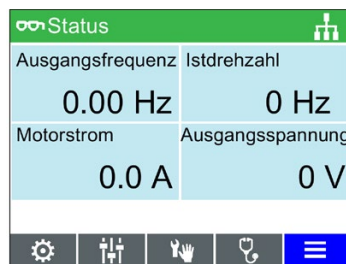 Status
Ausgangsfrequenz Istdrehzahl
0.00 Hz 0 Hz
Motorstrom Ausgangsspannung
0.0 A 0 V